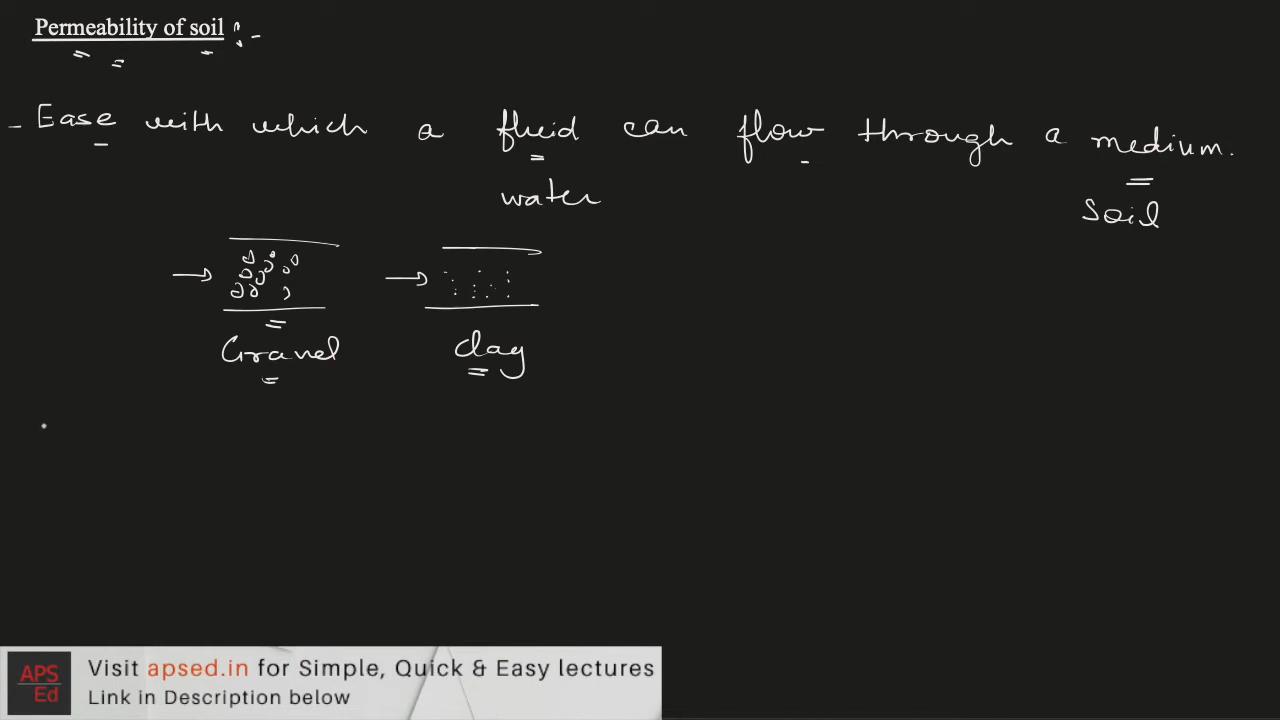 Permeability of soil :-
- Ease with which a fluid can flow through a medium.
water
Soil
Gravel
clay
APS
Ed
Visit apsed.in for Simple, Quick & Easy lectures
Link in Description below